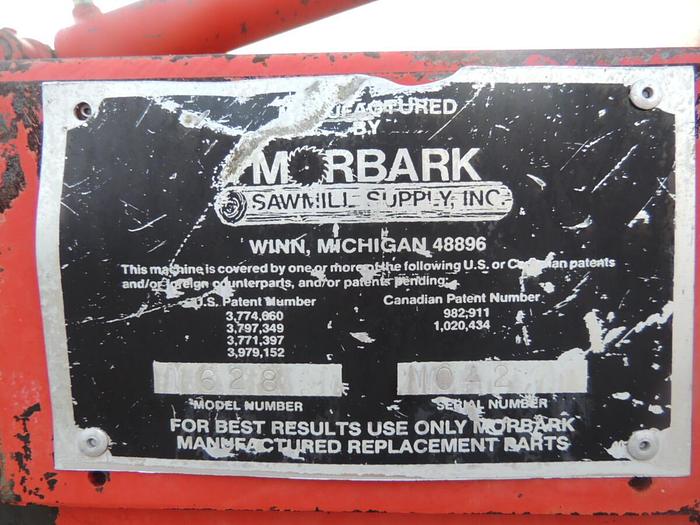 MANUFACTURED
BY
MORBARK
SAWMILL SUPPLY, INC.
WINN, MICHIGAN 48896
This machine is covered by one or more of the following U.S. or Canadian patents
and/or foreign counterparts, and/or patents pending:
U.S. Patent Number Canadian Patent Number
3,774,660 982,911
3,797,349 1,020,434
3,771,397
3,979,152
628
MODEL NUMBER SERIAL NUMBER
FOR BEST RESULTS USE ONLY MORBARK
MANUFACTURED REPLACEMENT PARTS